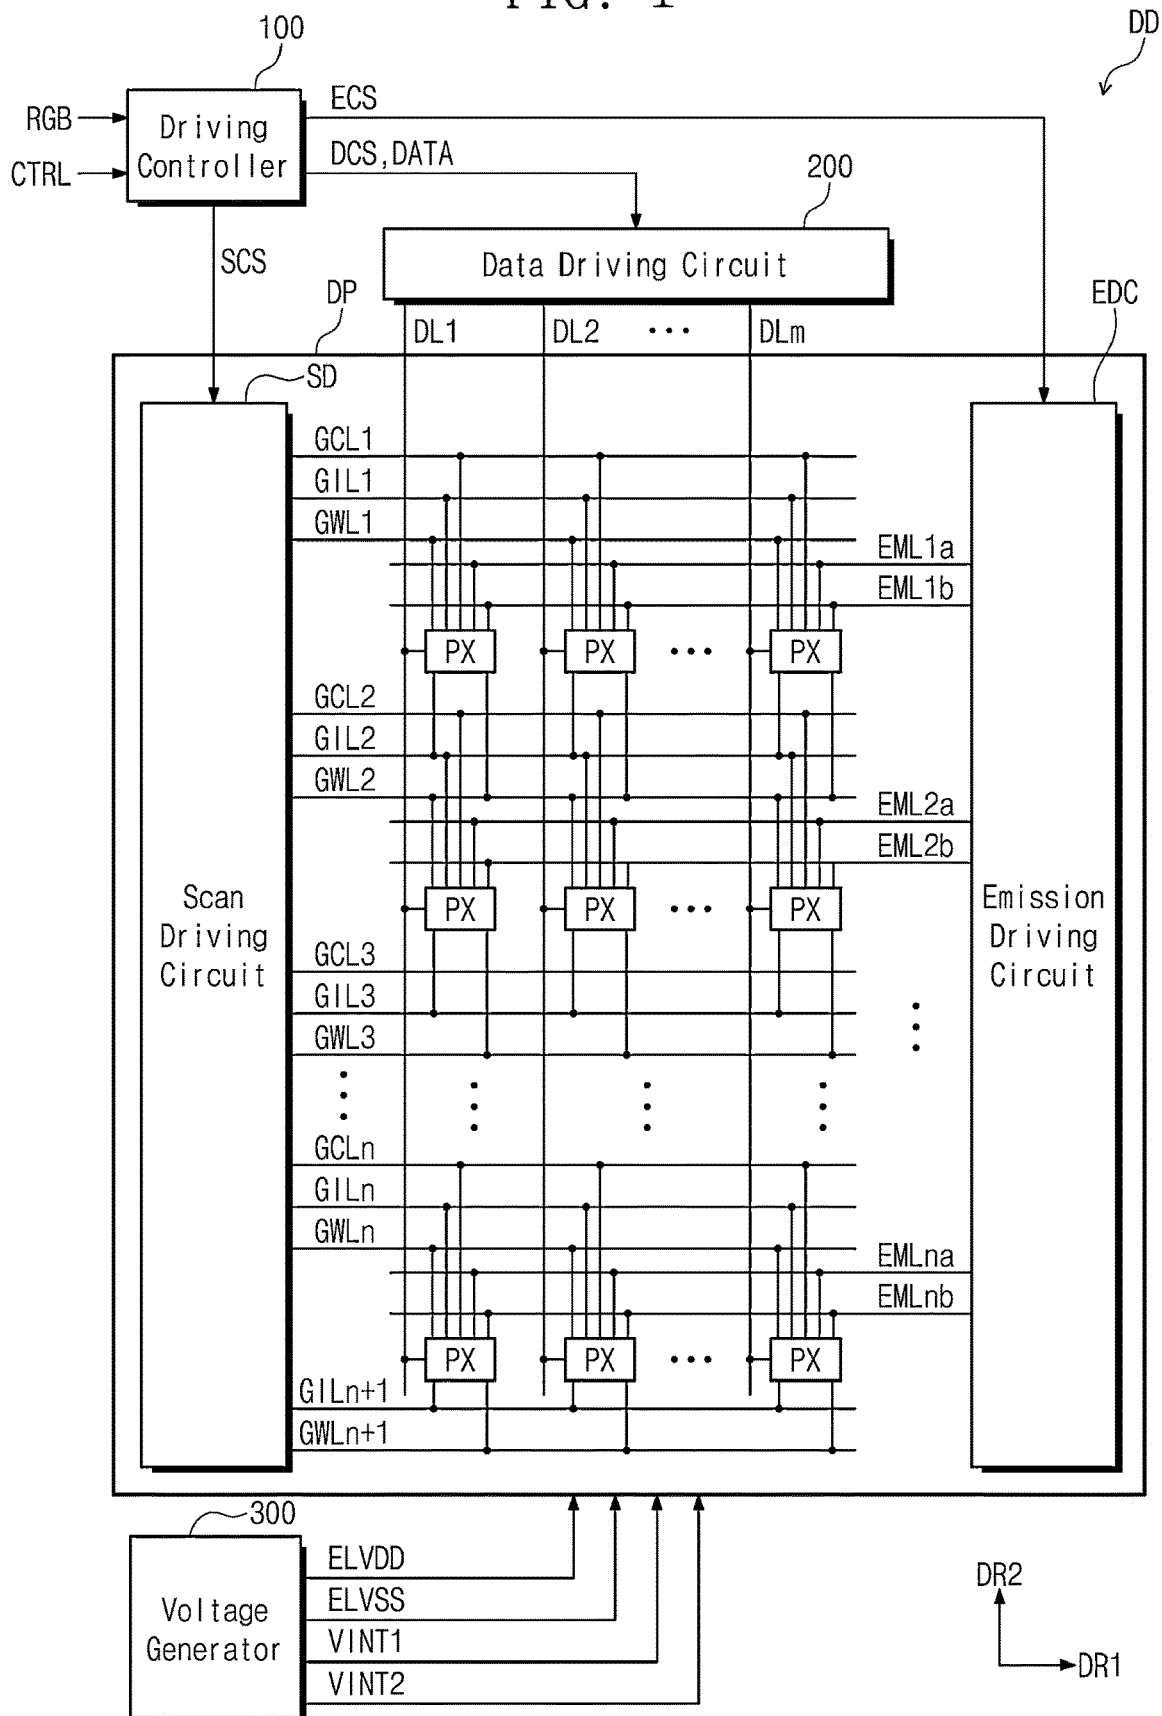 FIG. 1
DD
100
RGB
CTRL
Driving
Controller
ECS
DCS,DATA
200
SCS
Data Driving Circuit
DP
EDC
DL1
DL2
DLm
SD
GCL1
GIL1
GWL1
EML1a
EML1b
PX
PX
PX
GCL2
GIL2
GWL2
EML2a
EML2b
PX
PX
PX
Scan
Driving
Circuit
Emission
Driving
Circuit
GCL3
GIL3
GWL3
GCLn
GILn
GWLn
EMLna
EMLnb
PX
PX
PX
GILn+1
GWLn+1
300
Voltage
Generator
ELVDD
ELVSS
VINT1
VINT2
DR2
DR1